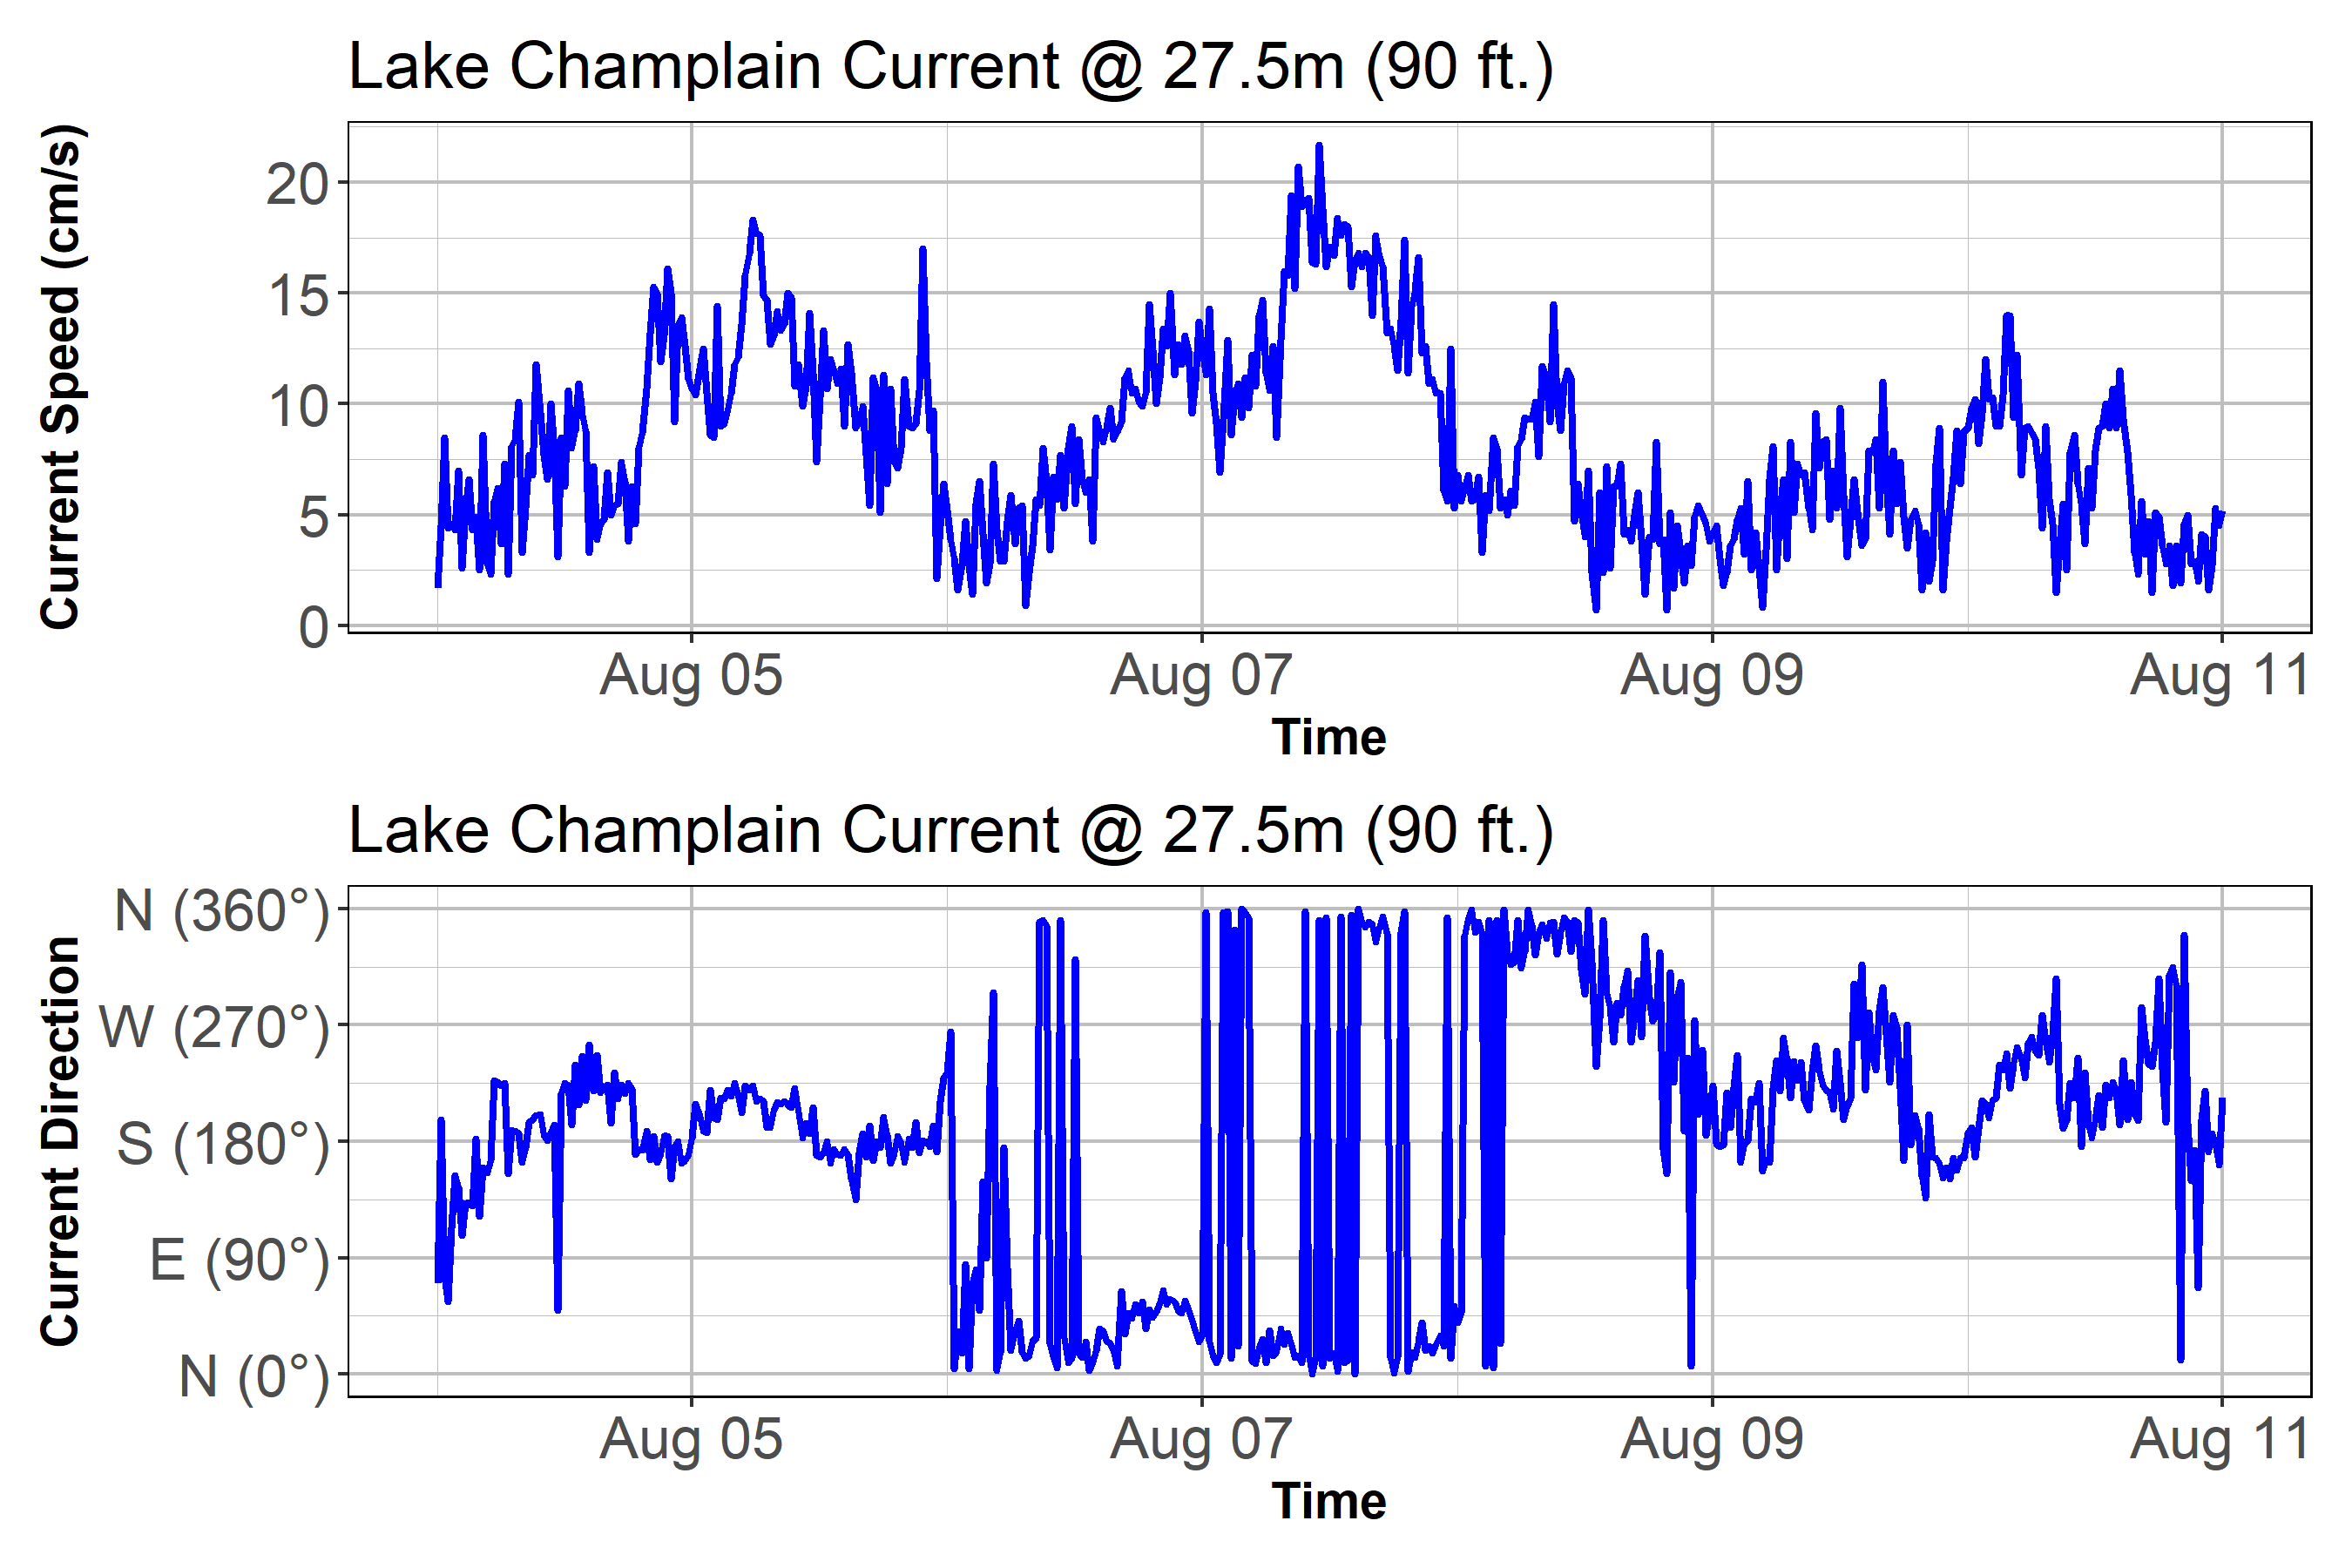 Lake Champlain Current @ 27.5m (90 ft.)
Current Speed (cm/s)
20
15
10
5
0
Aug 05 Aug 07 Aug 09 Aug 11
Time
Lake Champlain Current @ 27.5m (90 ft.)
Current Direction
N (360°)
W (270°)
S (180°)
E (90°)
N (0°)
Aug 05 Aug 07 Aug 09 Aug 11
Time